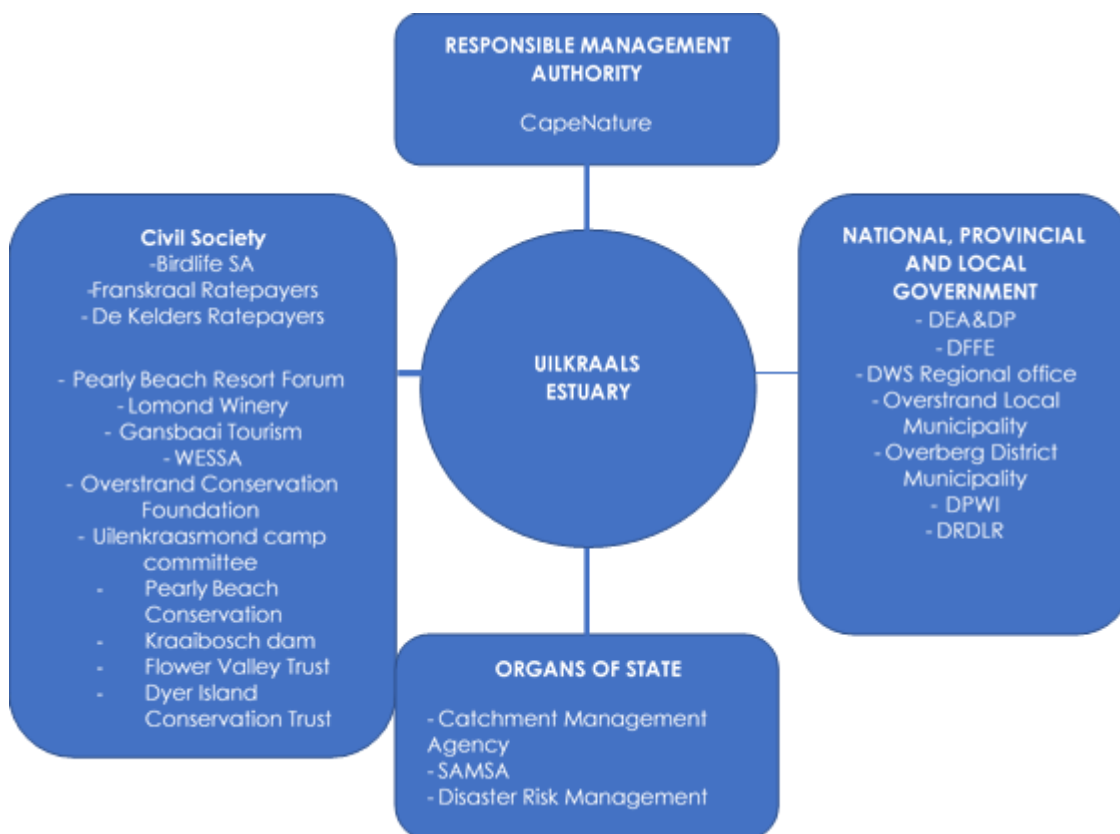 RESPONSIBLE MANAGEMENT
AUTHORITY
CapeNature
Civil Society
-Birdlife SA
-Franskraal Ratepayers
- De Kelders Ratepayers
- Pearly Beach Resort Forum
-Lomond Winery
- Gansbaai Tourism
-WESSA
- Overstrand Conservation
Foundation
- Uilenkraasmond camp
committee
- Pearly Beach
Conservation
- Kraaibosch dam
- Flower Valley Trust
- Dyer Island
Conservation Trust
UILKRAALS
ESTUARY
NATIONAL, PROVINCIAL
AND LOCAL
GOVERNMENT
- DEA&DP
- DFFE
- DWS Regional office
- Overstrand Local
Municipality
- Overberg District
Municipality
- DPWI
- DRDLR
ORGANS OF STATE
- Catchment Management
Agency
- SAMSA
- Disaster Risk Management